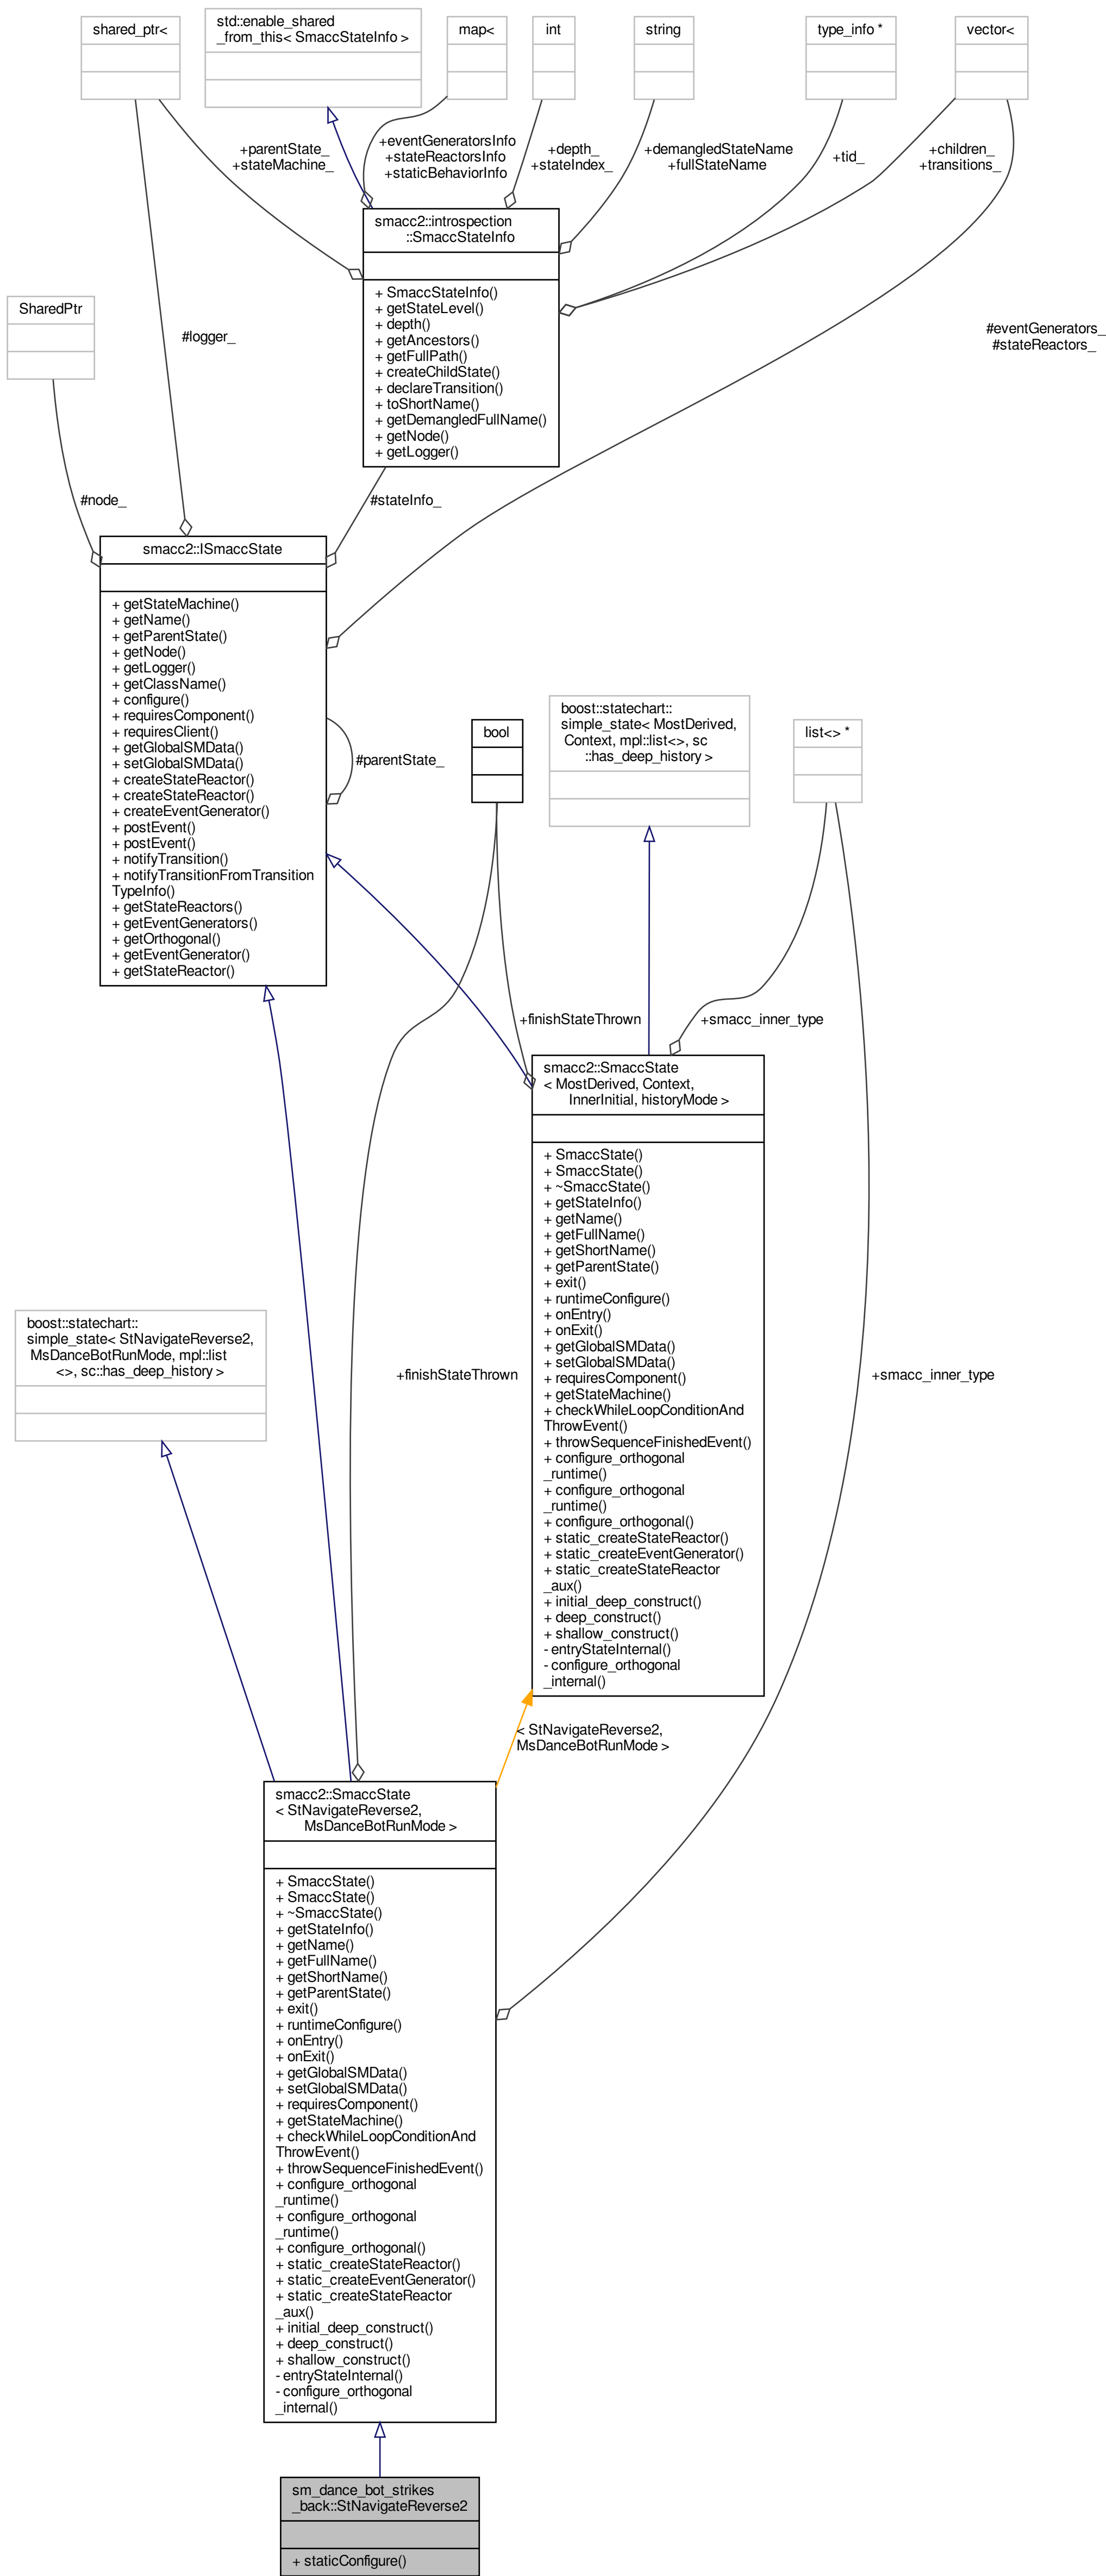 shared_ptr<
std::enable_shared
_from_this< SmaccStateInfo >
map<
int
string
type_info *
vector<
+parentState_
+stateMachine_
+eventGeneratorsInfo
+stateReactorsInfo
+staticBehaviorInfo
+depth_
+stateIndex_
+demangledStateName
+fullStateName
+tid_
+children_
+transitions_
smacc2::introspection
::SmaccStateInfo
+ SmaccStateInfo()
+ getStateLevel()
+ depth()
+ getAncestors()
+ getFullPath()
+ createChildState()
+ declareTransition()
+ toShortName()
+ getDemangledFullName()
+ getNode()
+ getLogger()
SharedPtr
#logger_
#eventGenerators_
#stateReactors_
#node_
#stateInfo_
smacc2::ISmaccState
+ getStateMachine()
+ getName()
+ getParentState()
+ getNode()
+ getLogger()
+ getClassName()
+ configure()
+ requiresComponent()
+ requiresClient()
+ getGlobalSMData()
+ setGlobalSMData()
+ createStateReactor()
+ createStateReactor()
+ createEventGenerator()
+ postEvent()
+ postEvent()
+ notifyTransition()
+ notifyTransitionFromTransition
TypeInfo()
+ getStateReactors()
+ getEventGenerators()
+ getOrthogonal()
+ getEventGenerator()
+ getStateReactor()
#parentState_
bool
boost::statechart::
simple_state< MostDerived,
Context, mpl::list<>, sc
::has_deep_history >
list<> *
+finishStateThrown
+smacc_inner_type
smacc2::SmaccState
< MostDerived, Context,
InnerInitial, historyMode >
+ SmaccState()
+ SmaccState()
+ ~SmaccState()
+ getStateInfo()
+ getName()
+ getFullName()
+ getShortName()
+ getParentState()
+ exit()
+ runtimeConfigure()
+ onEntry()
+ onExit()
+ getGlobalSMData()
+ setGlobalSMData()
+ requiresComponent()
+ getStateMachine()
+ checkWhileLoopConditionAnd
ThrowEvent()
+ throwSequenceFinishedEvent()
+ configure_orthogonal
_runtime()
+ configure_orthogonal
_runtime()
+ configure_orthogonal()
+ static_createStateReactor()
+ static_createEventGenerator()
+ static_createStateReactor
_aux()
+ initial_deep_construct()
+ deep_construct()
+ shallow_construct()
- entryStateInternal()
- configure_orthogonal
_internal()
boost::statechart::
simple_state< StNavigateReverse2,
MsDanceBotRunMode, mpl::list
<>, sc::has_deep_history >
+finishStateThrown
+smacc_inner_type
< StNavigateReverse2,
MsDanceBotRunMode >
smacc2::SmaccState
< StNavigateReverse2,
MsDanceBotRunMode >
+ SmaccState()
+ SmaccState()
+ ~SmaccState()
+ getStateInfo()
+ getName()
+ getFullName()
+ getShortName()
+ getParentState()
+ exit()
+ runtimeConfigure()
+ onEntry()
+ onExit()
+ getGlobalSMData()
+ setGlobalSMData()
+ requiresComponent()
+ getStateMachine()
+ checkWhileLoopConditionAnd
ThrowEvent()
+ throwSequenceFinishedEvent()
+ configure_orthogonal
_runtime()
+ configure_orthogonal
_runtime()
+ configure_orthogonal()
+ static_createStateReactor()
+ static_createEventGenerator()
+ static_createStateReactor
_aux()
+ initial_deep_construct()
+ deep_construct()
+ shallow_construct()
- entryStateInternal()
- configure_orthogonal
_internal()
sm_dance_bot_strikes
_back::StNavigateReverse2
+ staticConfigure()